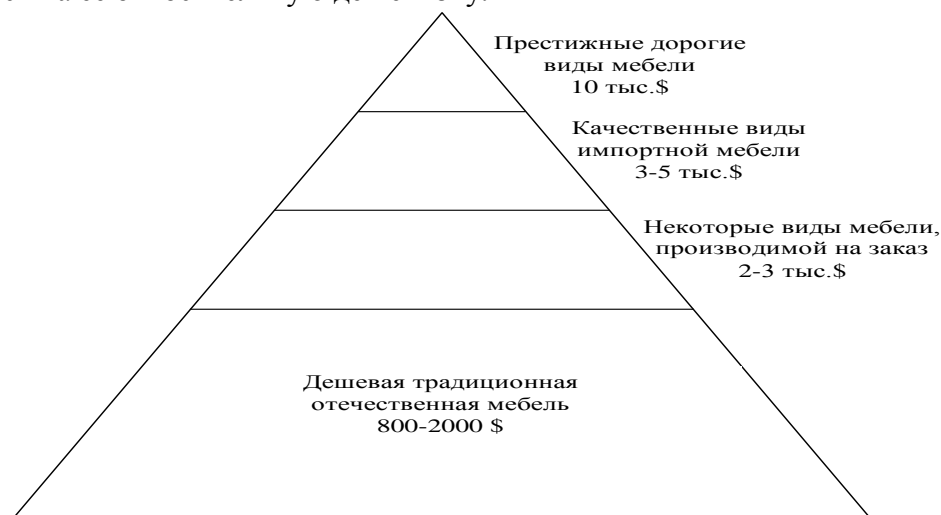 Престижные дорогие
виды мебели
10 тыс.$
Качественные виды
импортной мебели
3-5 тыс.$
Некоторые виды мебели,
производимой на заказ
2-3 тыс.$
Дешевая традиционная
отечественная мебель
800-2000 $